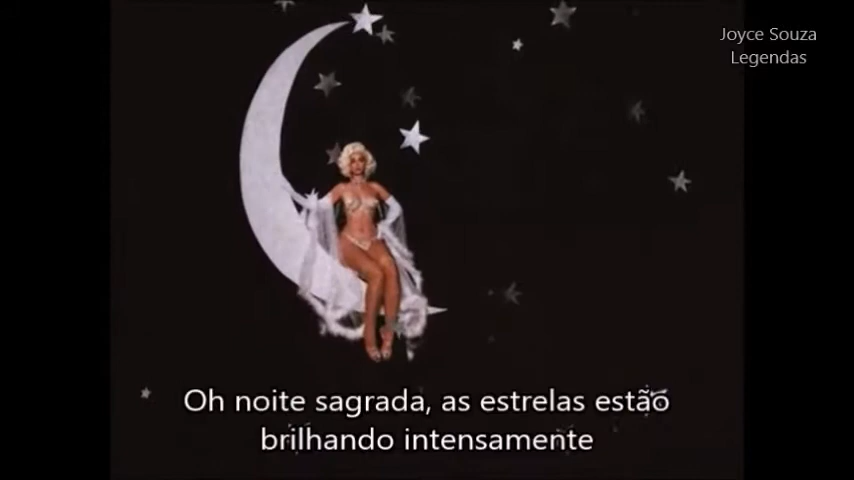 Joyce Souza
Legendas
Oh noite sagrada, as estrelas estão
brilhando intensamente